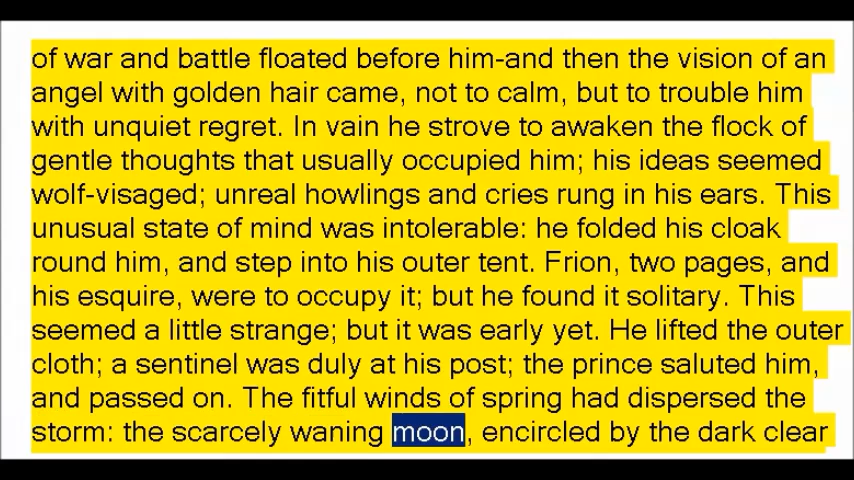 of war and battle floated before him-and then the vision of an
angel with golden hair came, not to calm, but to trouble him
with unquiet regret. In vain he strove to awaken the flock of
gentle thoughts that usually occupied him; his ideas seemed
wolf-visaged; unreal howlings and cries rung in his ears. This
unusual state of mind was intolerable: he folded his cloak
round him, and step into his outer tent. Frion, two pages, and
his esquire, were to occupy it; but he found it solitary. This
seemed a little strange; but it was early yet. He lifted the outer
cloth; a sentinel was duly at his post; the prince saluted him,
and passed on. The fitful winds of spring had dispersed the
storm: the scarcely waning moon, encircled by the dark clear